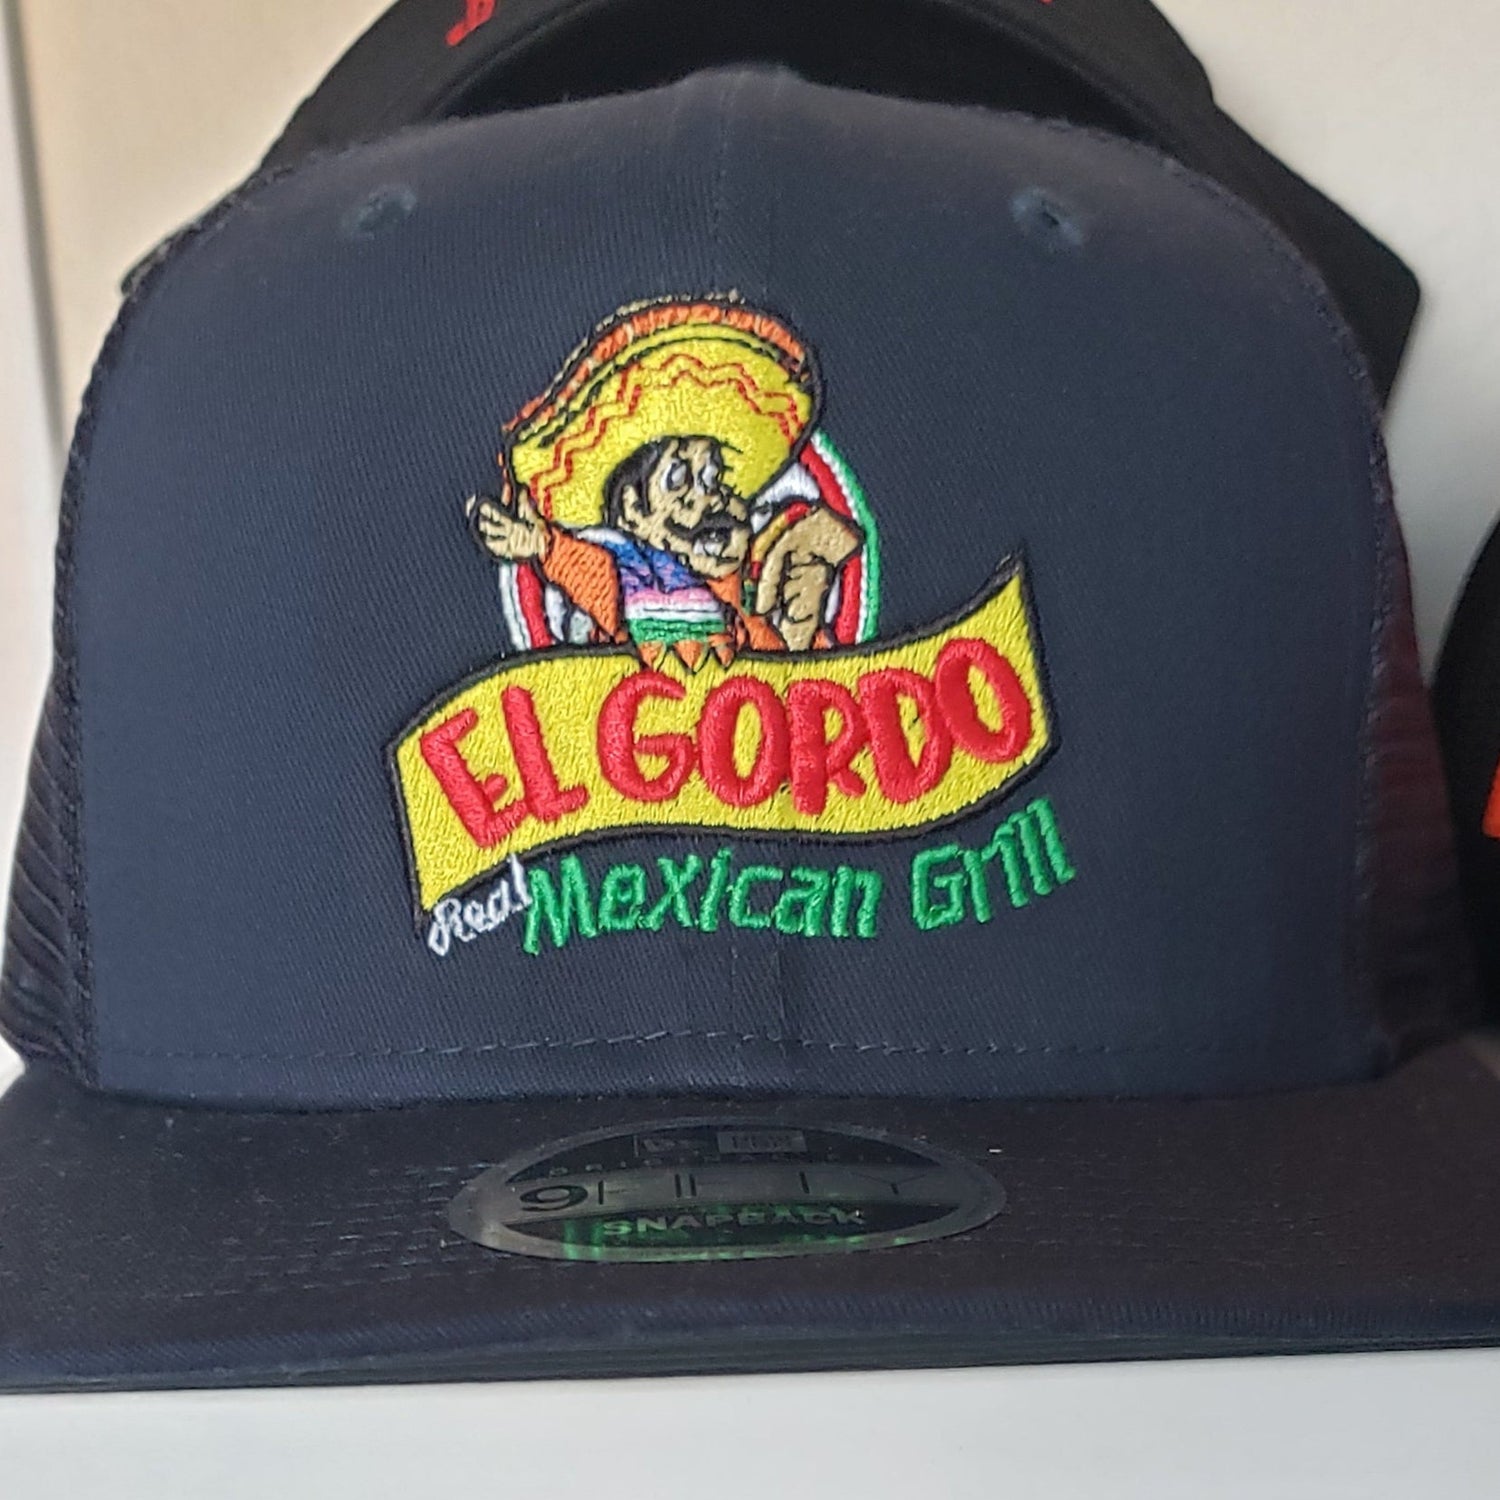 EL GORDO
Real Mexican Grill
9FIFTY
SNAPBACK